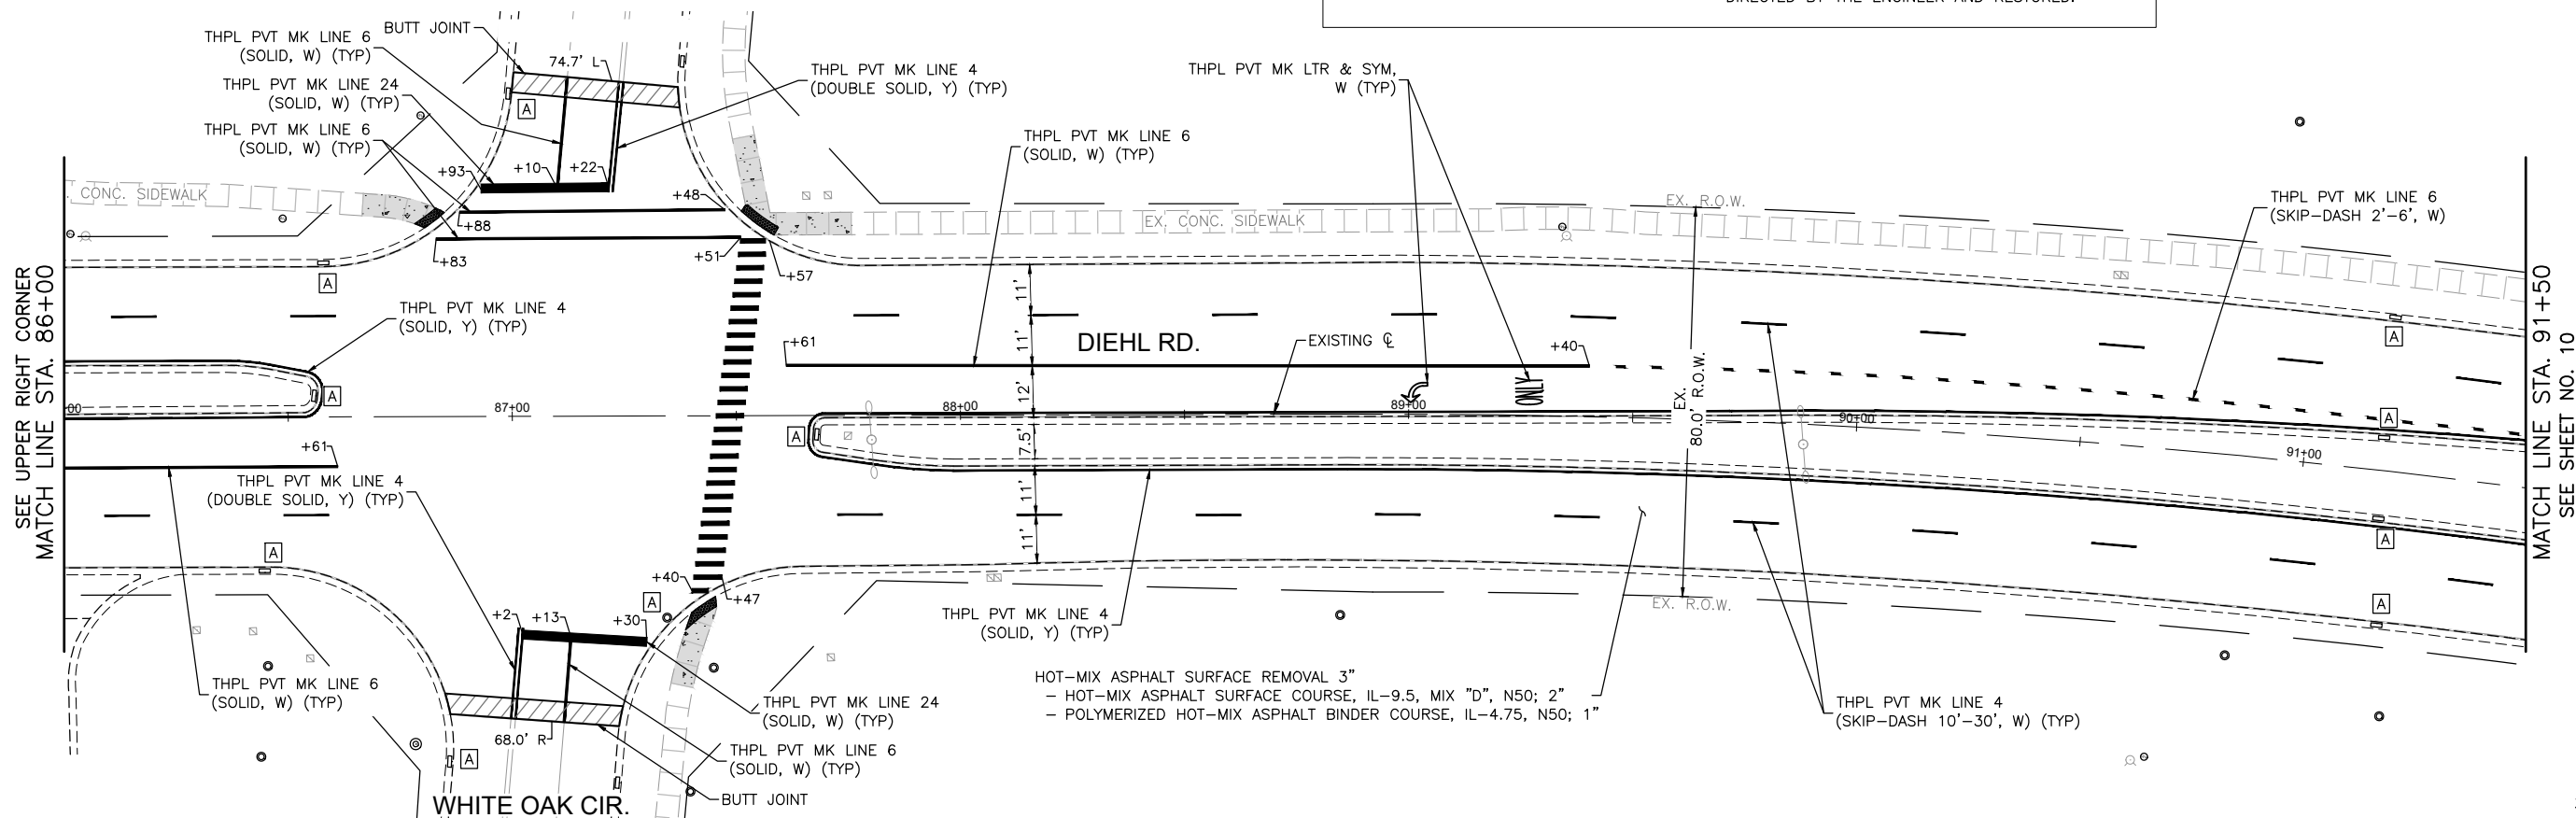 DIRECTED BY THE ENGINEER AND RESTORED.
BUTT JOINT
THPL PVT MK LINE 6
(SOLID, W) (TYP)
74.7' L
THPL PVT MK LINE 4
(DOUBLE SOLID, Y) (TYP)
THPL PVT MK LTR & SYM,
W (TYP)
THPL PVT MK LINE 24
(SOLID, W) (TYP)
A
THPL PVT MK LINE 6
(SOLID, W) (TYP)
THPL PVT MK LINE 6
(SOLID, W) (TYP)
+93
+10
+22
+48
CONC. SIDEWALK
EX. CONC. SIDEWALK
EX. R.O.W.
THPL PVT MK LINE 6
(SKIP-DASH 2'-6', W)
+88
+83
+51
+57
A
11'
11'
12'
7.5'
11'
11'
SEE UPPER RIGHT CORNER
MATCH LINE STA. 86+00
THPL PVT MK LINE 4
(SOLID, Y) (TYP)
+61
DIEHL RD.
EXISTING ℄
+40
A
A
ONLY
EX.
80.0' R.O.W.
00
87+00
88+00
89+00
90+00
91+00
A
A
A
A
MATCH LINE STA. 91+50
SEE SHEET NO. 10
+61
THPL PVT MK LINE 4
(DOUBLE SOLID, Y) (TYP)
A
+40
+47
A
+2
+13
+30
THPL PVT MK LINE 4
(SOLID, Y) (TYP)
EX. R.O.W.
THPL PVT MK LINE 6
(SOLID, W) (TYP)
THPL PVT MK LINE 24
(SOLID, W) (TYP)
HOT-MIX ASPHALT SURFACE REMOVAL 3"
- HOT-MIX ASPHALT SURFACE COURSE, IL-9.5, MIX "D", N50; 2"
- POLYMERIZED HOT-MIX ASPHALT BINDER COURSE, IL-4.75, N50; 1"
THPL PVT MK LINE 4
(SKIP-DASH 10'-30', W) (TYP)
68.0' R
THPL PVT MK LINE 6
(SOLID, W) (TYP)
A
BUTT JOINT
WHITE OAK CIR.